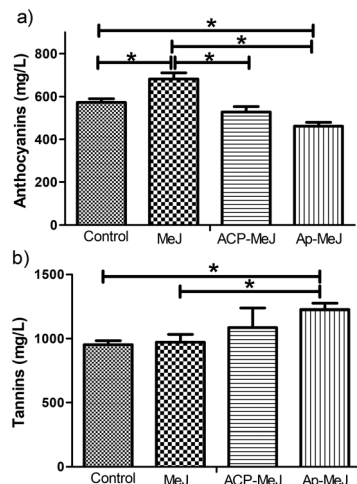 a)
*
*
* *
Anthocyanins (mg/L)
800
600
400
200
0
Control MeJ ACP-MeJ Ap-MeJ
b)
*
*
Tannins (mg/L)
1500
1000
500
0
Control MeJ ACP-MeJ Ap-MeJ